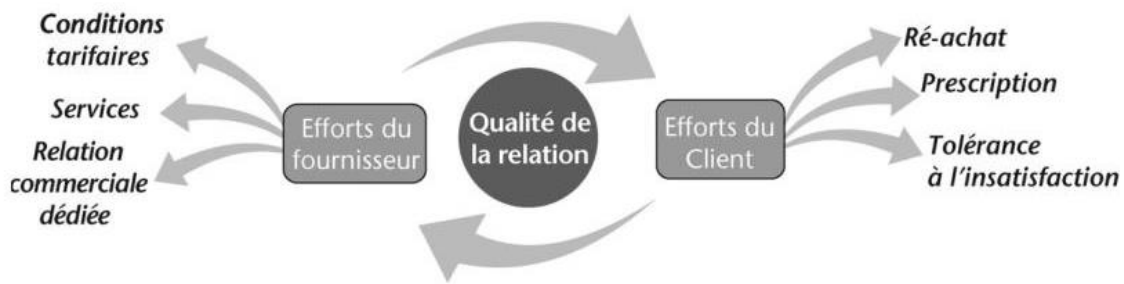 Conditions
tarifaires
Services
Relation
commerciale
dédiée
Efforts du
fournisseur
Qualité de
la relation
Efforts du
Client
Ré-achat
Prescription
Tolérance
à l'insatisfaction